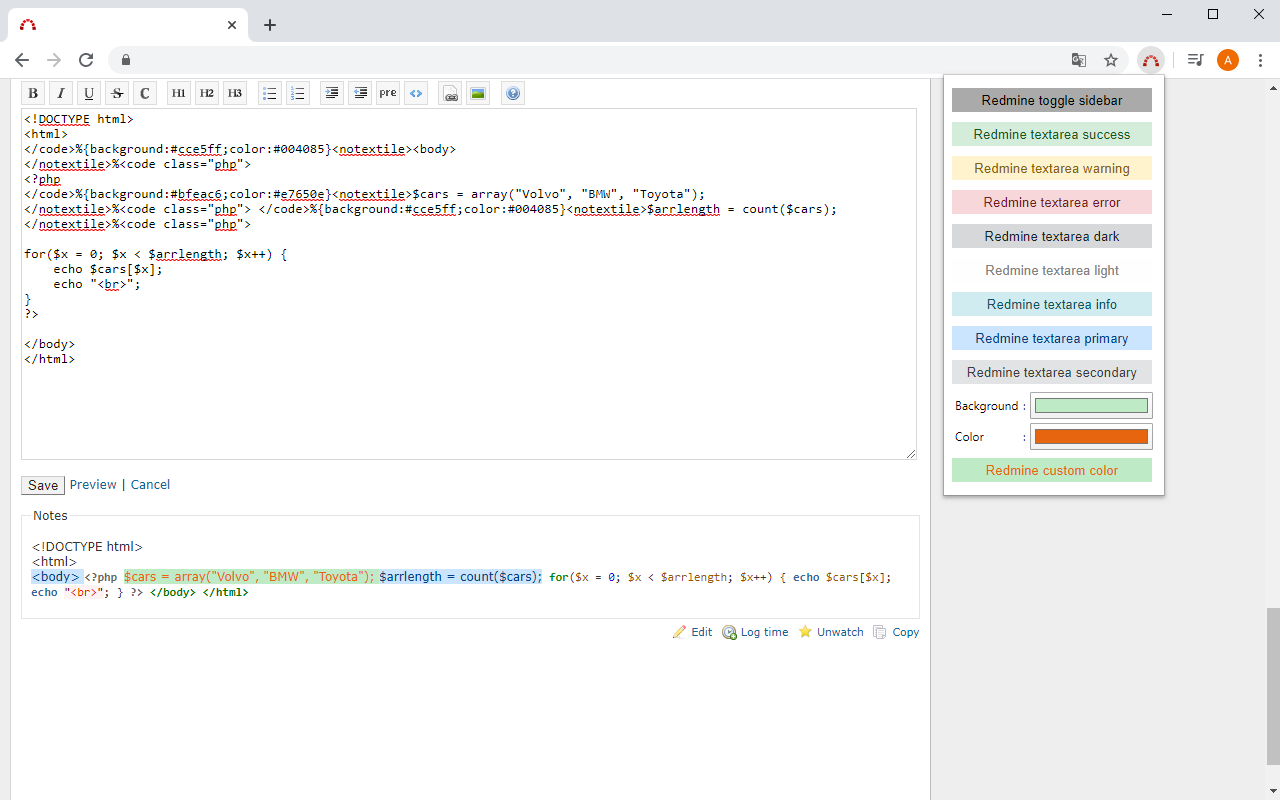 A
B I U S C H1 H2 H3 pre <>
<!DOCTYPE html>
<html>
</code>%{background:#cce5ff;color:#004085}<notextile><body>
</notextile>%<code class="php">
<?php
</code>%{background:#bfeac6;color:#e7650e}<notextile>$cars = array("Volvo", "BMW", "Toyota");
</notextile>%<code class="php"> </code>%{background:#cce5ff;color:#004085}<notextile>$arrlength = count($cars);
</notextile>%<code class="php">
for($x = 0; $x < $arrlength; $x++) {
    echo $cars[$x];
    echo "<br>";
}
?>
</body>
</html>
Save Preview | Cancel
Notes
<!DOCTYPE html>
<html>
<body> <?php $cars = array("Volvo", "BMW", "Toyota"); $arrlength = count($cars); for($x = 0; $x < $arrlength; $x++) { echo $cars[$x];
echo "<br>"; } ?> </body> </html>
Edit Log time Unwatch Copy
Redmine toggle sidebar
Redmine textarea success
Redmine textarea warning
Redmine textarea error
Redmine textarea dark
Redmine textarea light
Redmine textarea info
Redmine textarea primary
Redmine textarea secondary
Background :
Color :
Redmine custom color